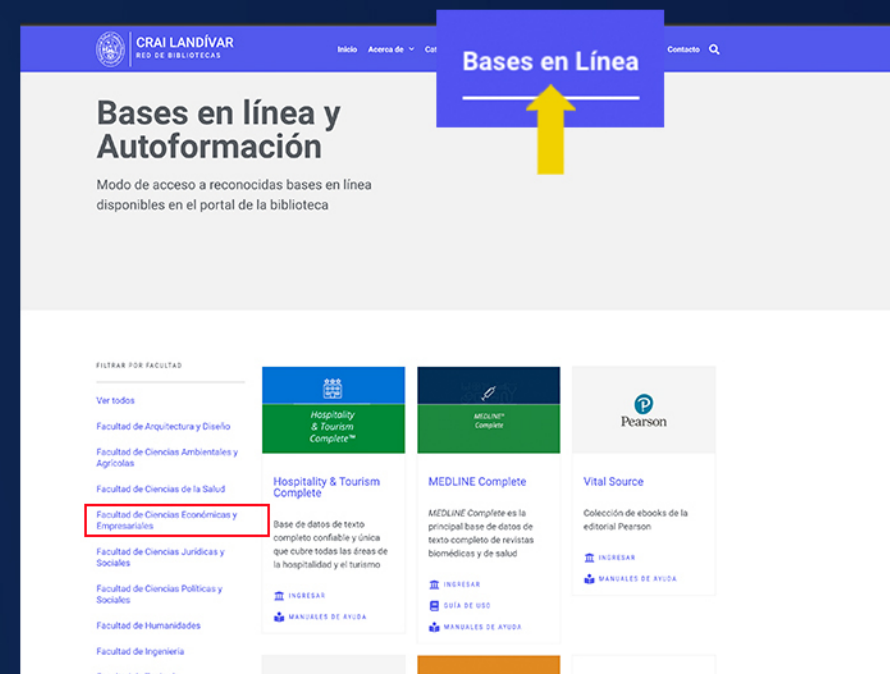 CRAI LANDÍVAR
RED DE BIBLIOTECAS
Inicio
Acerca de
Cat
Bases en Línea
Contacto
Bases en línea y
Autoformación
Modo de acceso a reconocidas bases en línea
disponibles en el portal de la biblioteca
FILTRAR POR FACULTAD
Ver todos
Facultad de Arquitectura y Diseño
Facultad de Ciencias Ambientales y
Agrícolas
Facultad de Ciencias de la Salud
Facultad de Ciencias Económicas y
Empresariales
Facultad de Ciencias Jurídicas y
Sociales
Facultad de Ciencias Políticas y
Sociales
Facultad de Humanidades
Facultad de Ingeniería
Hospitality
& Tourism
Complete™
Hospitality & Tourism
Complete
Base de datos de texto
completo confiable y única
que cubre todas las áreas de
la hospitalidad y el turismo
INGRESAR
MANUALES DE AYUDA
MEDLINE®
Complete
MEDLINE Complete
MEDLINE Complete es la
principal base de datos de
texto completo de revistas
biomédicas y de salud
INGRESAR
GUÍA DE USO
MANUALES DE AYUDA
Pearson
Vital Source
Colección de ebooks de la
editorial Pearson
INGRESAR
MANUALES DE AYUDA